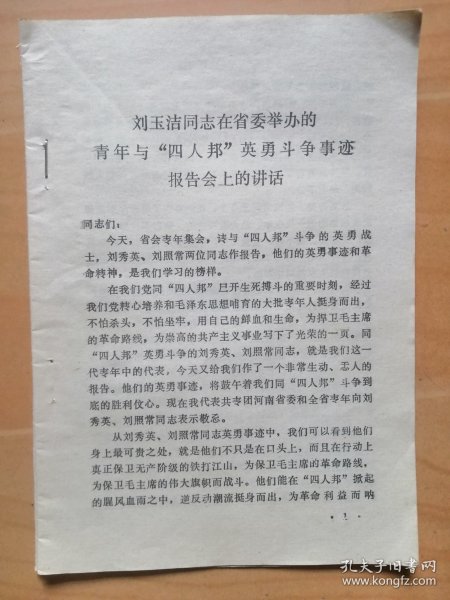 刘玉洁同志在省委举办的
青年与“四人邦”英勇斗争事迹
报告会上的讲话
同志们：
今天，省会青年集会，请与“四人邦”斗争的英勇战
士，刘秀英、刘照常两位同志作报告，他们的英勇事迹和革
命精神，是我们学习的榜样。
在我们党同“四人邦”尸开生死搏斗的重要时刻，经过
我们党精心培养和毛泽东思想哺育的大批青年人挺身而出，
不怕杀头，不怕坐牢，用自己的鲜血和生命，为捍卫毛主席
的革命路线，为崇高的共产主义事业写下了光荣的一页。同
“四人邦”英勇斗争的刘秀英、刘照常同志，就是我们这一
代青年中的代表，今天又给我们作了一个非常生动、感人的
报告。他们的英勇事迹，将鼓午着我们同“四人邦”斗争到
底的胜利伩心。现在我代表共青团河南省委和全省青年向刘
秀英、刘照常同志表示敬意。
从刘秀英、刘照常同志英勇事迹中，我们可以看到他们
身上最可贵之处，就是他们不只是在口头上，而且在行动上
真正保卫无产阶级的铁打江山，为保卫毛主席的革命路线，
为保卫毛主席的伟大旗帜而战斗。他们能在“四人邦”掀起
的腥风血雨之中，逆反动潮流挺身而出，为革命利益而呐
· 1 ·
孔夫子旧书网
www.kongfz.com